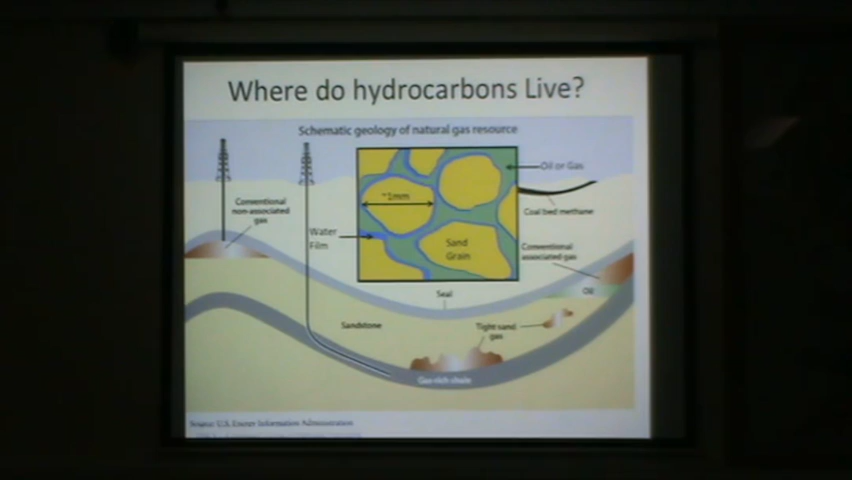 Where do hydrocarbons Live?
Schematic geology of natural gas resource
Oil or Gas
~1mm
Conventional
non-associated
gas
Coal bed methane
Water
Film
Sand
Grain
Conventional
associated gas
Oil
Seal
Sandstone
Tight sand
gas
Gas-rich shale
Source: U.S. Energy Information Administration